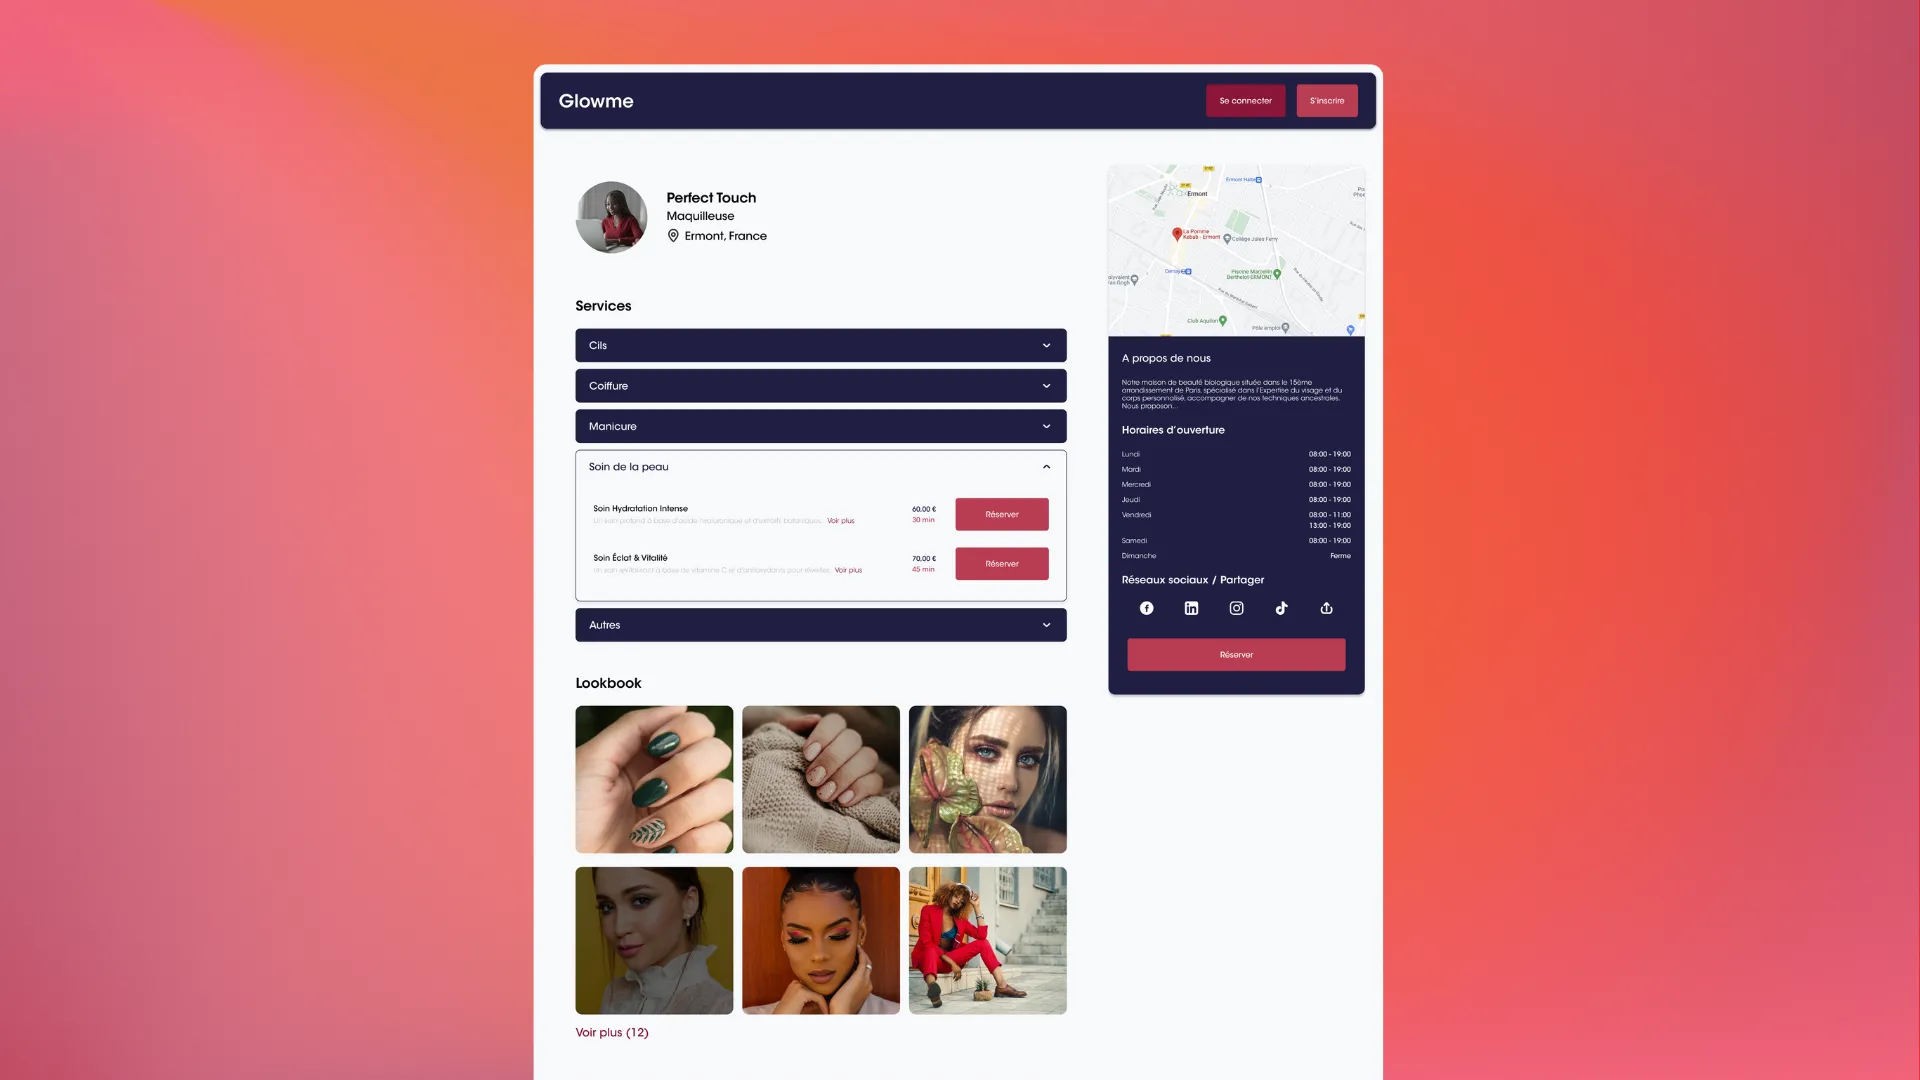 Glowme
Se connecter
S'inscrire
Perfect Touch
Maquilleuse
Ermont, France
Services
Cils
Coiffure
Manicure
Soin de la peau
Soin Hydratation Intense
60,00 €
Un soin profond à base d'acide hyaluronique et d'extraits botaniques. Voir plus
30 min
Réserver
Soin Éclat & Vitalité
70,00 €
Un soin revitalisant à base de vitamine C et d'antioxydants pour réveiller. Voir plus
45 min
Réserver
Autres
Lookbook
Voir plus (12)
Ermont Halte
Ermont
La Pomme
Kebab - Ermont
Collège Jules Ferry
Cernay
Piscine Marcellin
Berthelot-ERMONT
Club Aquilon
Pôle emploi
A propos de nous
Notre maison de beauté biologique située dans le 15ème
arrondissement de Paris, spécialisé dans l'Expertise du visage et du
corps personnalisé, accompagner de nos techniques ancestrales.
Nous proposon...
Horaires d'ouverture
Lundi 08:00 - 19:00
Mardi 08:00 - 19:00
Mercredi 08:00 - 19:00
Jeudi 08:00 - 19:00
Vendredi 08:00 - 11:00
13:00 - 19:00
Samedi 08:00 - 19:00
Dimanche Ferme
Réseaux sociaux / Partager
Réserver